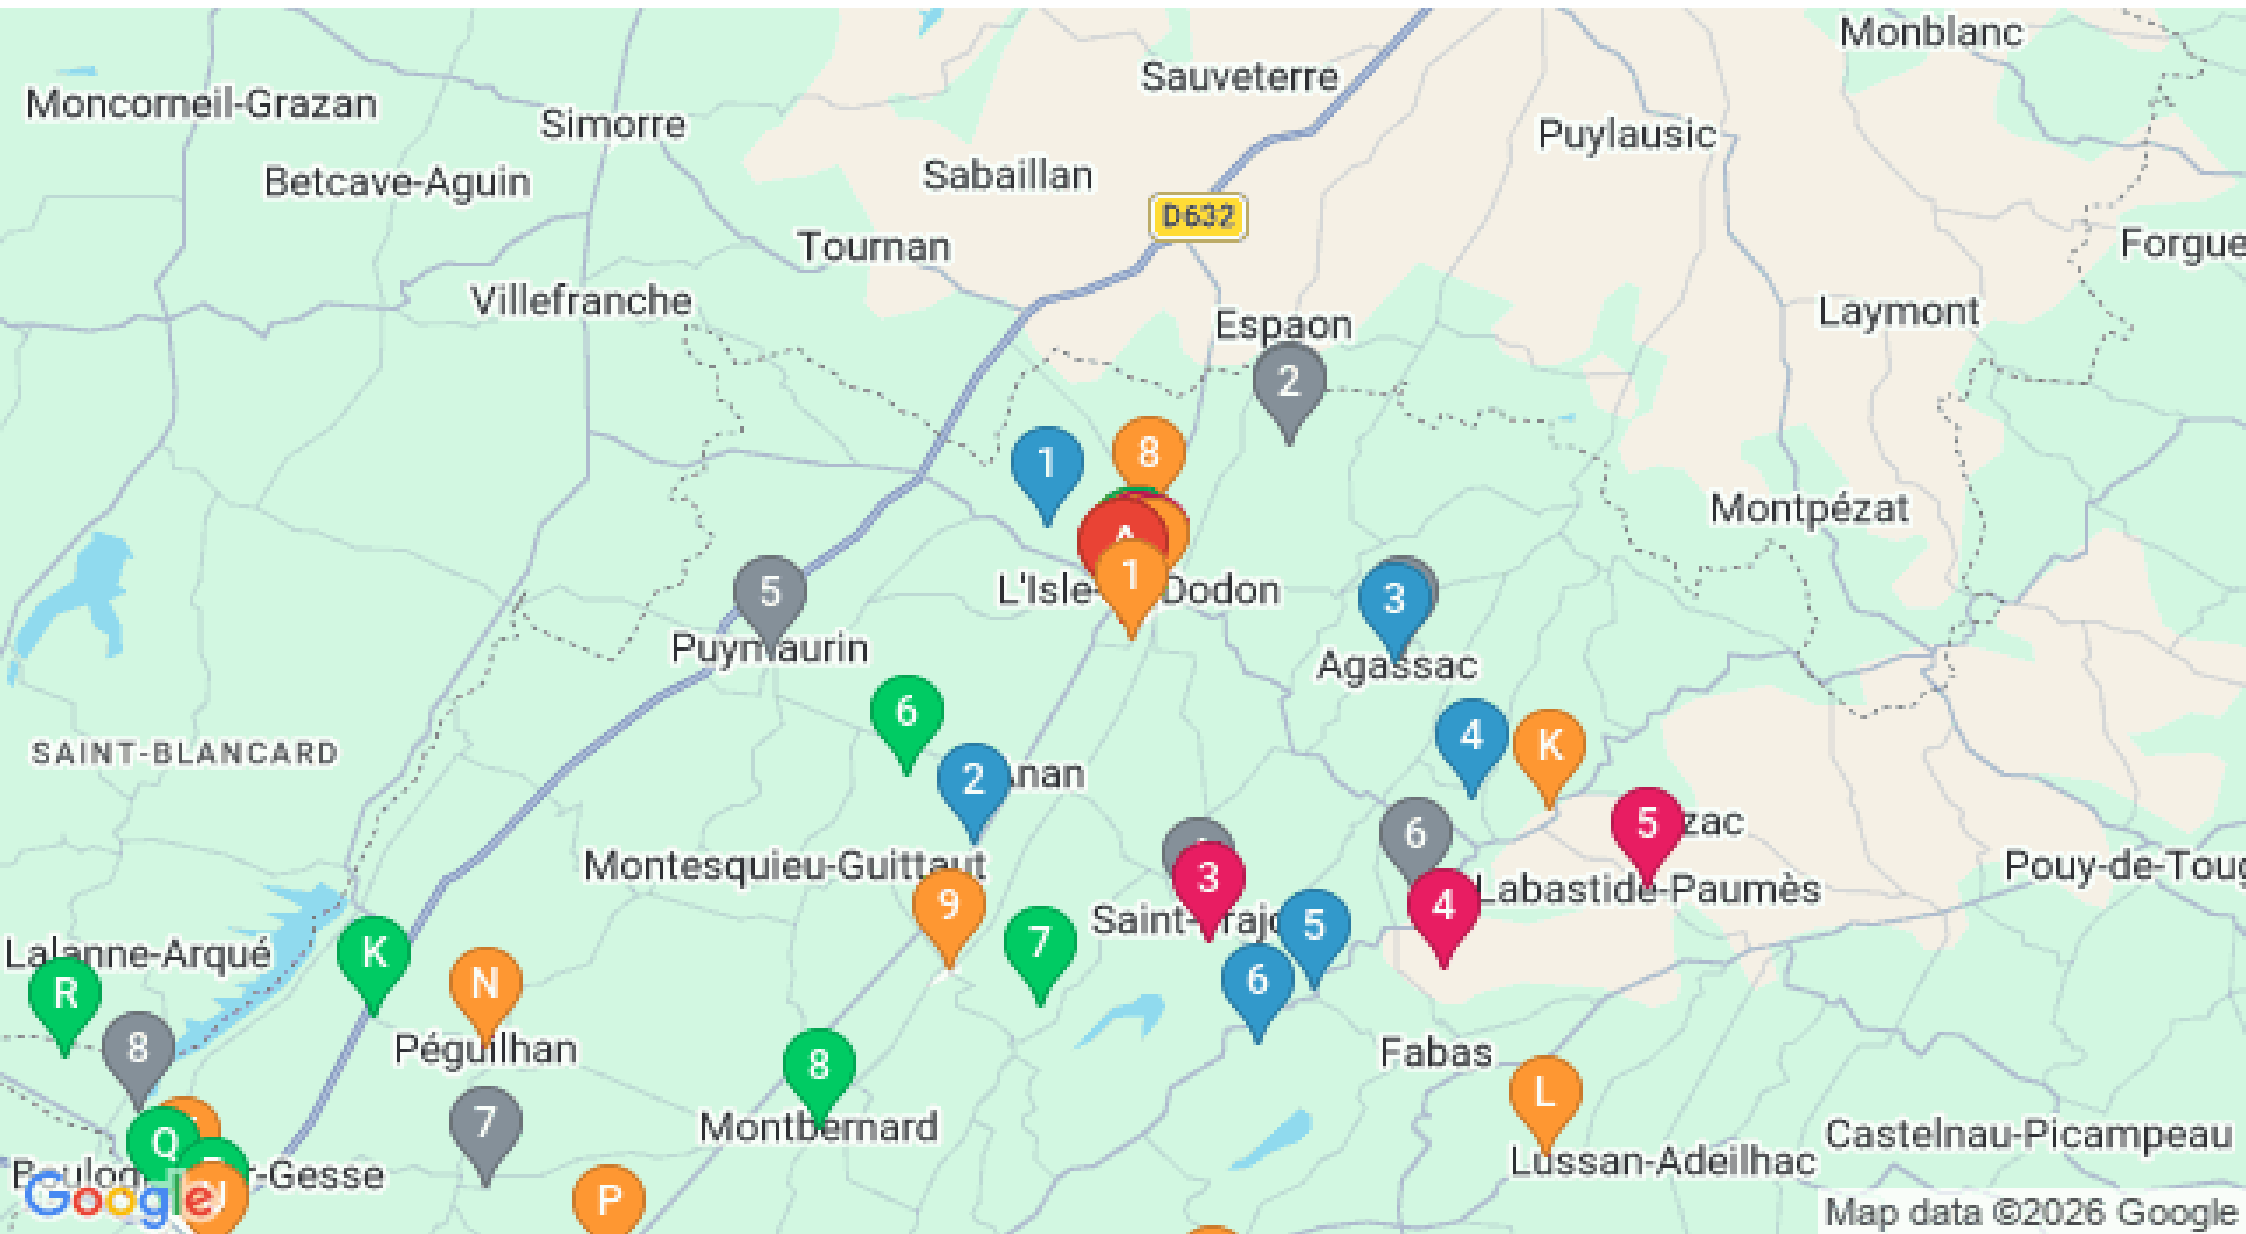 Monblanc
Sauveterre
Moncorneil-Grazan
Simorre
Puylausic
Sabaillan
Betcave-Aguin
D632
Tournan
Forgue
Villefranche
Laymont
Espaon
2
8
1
Montpézat
A
1
L'Isle- Dodon
5
3
Puymaurin
Agassac
6
4
K
SAINT-BLANCARD
2
5
6
Montesquieu-Guittaut
Pouy-de-Toug
3
Labastide-Paumès
9
4
5
7
Lalanne-Arqué
K
N
6
R
8
Péguilhan
Fabas
8
L
7
Montbernard
Q
Castelnau-Picampeau
Lussan-Adeilhac
-Gesse
P
Google
Map data ©2026 Google